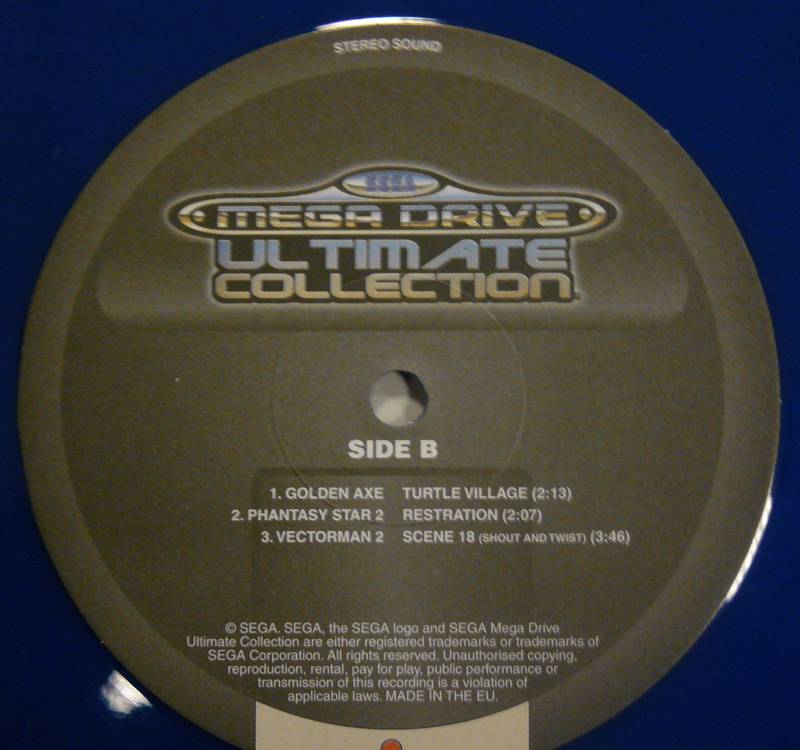 STEREO SOUND
SEGA
MEGA DRIVE
ULTIMATE
COLLECTION
SIDE B
1. GOLDEN AXE TURTLE VILLAGE (2:13)
2. PHANTASY STAR 2 RESTRATION (2:07)
3. VECTORMAN 2 SCENE 18 (SHOUT AND TWIST) (3:46)
© SEGA. SEGA, the SEGA logo and SEGA Mega Drive
Ultimate Collection are either registered trademarks or trademarks of
SEGA Corporation. All rights reserved. Unauthorised copying,
reproduction, rental, pay for play, public performance or
transmission of this recording is a violation of
applicable laws. MADE IN THE EU.